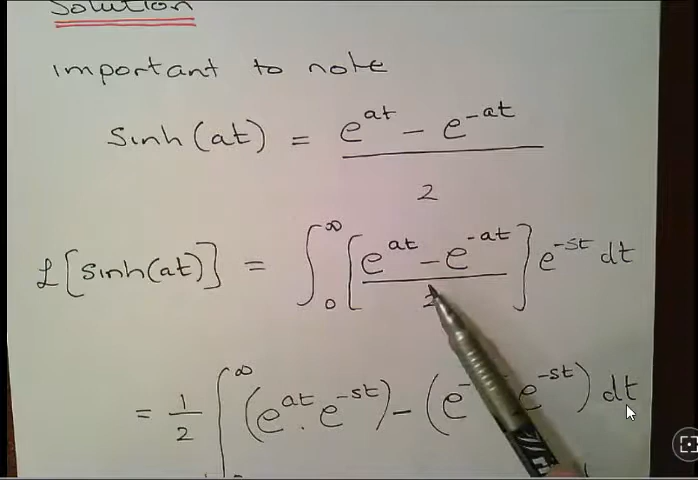 Solution
important to note
Sinh(at) = e^at - e^-at
2
£[sinh(at)] = ∫0^∞ [e^at - e^-at / 2] e^-st dt
= 1/2 ∫^∞ (e^at . e^-st) - (e^- e^-st) dt